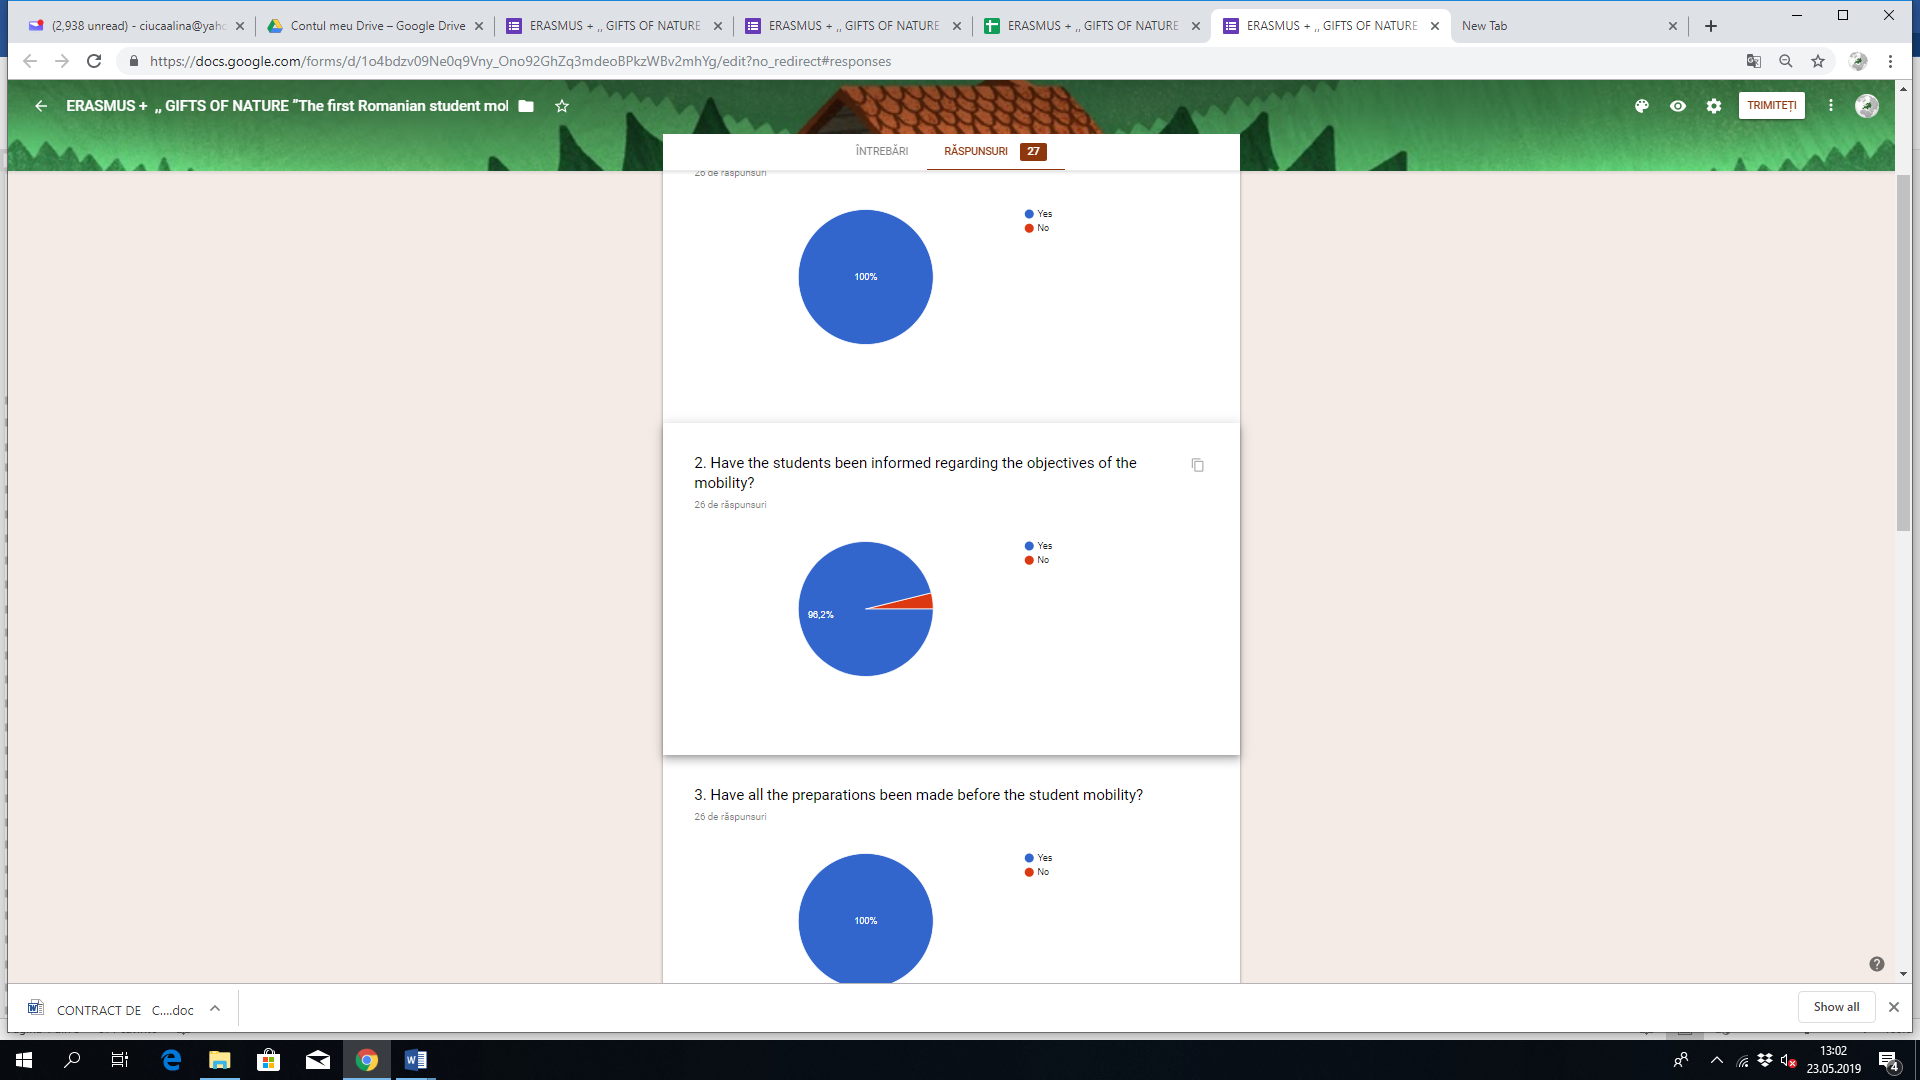 (2,938 unread) - ciucaalina@yaho
Contul meu Drive – Google Drive
ERASMUS + ,, GIFTS OF NATURE
ERASMUS + ,, GIFTS OF NATURE
ERASMUS + ,, GIFTS OF NATURE
ERASMUS + ,, GIFTS OF NATURE
New Tab
https://docs.google.com/forms/d/1o4bdzv09Ne0q9Vny_Ono92GhZq3mdeoBPkzWBv2mhYg/edit?no_redirect#responses
ERASMUS + ,, GIFTS OF NATURE "The first Romanian student mol
TRIMITEȚI
ÎNTREBĂRI
RĂSPUNSURI 27
26 de răspunsuri
Yes
No
100%
2. Have the students been informed regarding the objectives of the
mobility?
26 de răspunsuri
Yes
No
96,2%
3. Have all the preparations been made before the student mobility?
26 de răspunsuri
Yes
No
100%
CONTRACT DE C....doc
Show all
13:02
23.05.2019
4